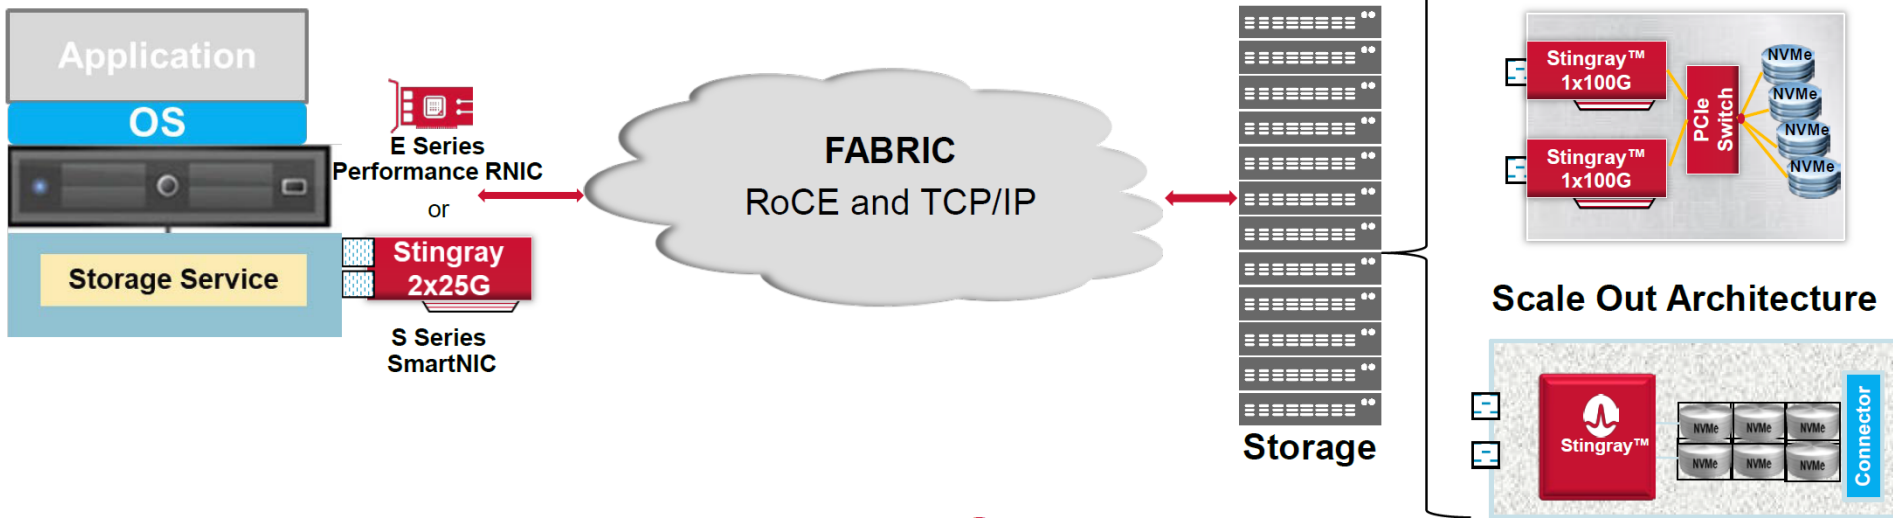 Application
OS
E Series
Performance RNIC
or
Storage Service
Stingray
2x25G
S Series
SmartNIC
FABRIC
RoCE and TCP/IP
Storage
Stingray™
1x100G
Stingray™
1x100G
PCIe
Switch
NVMe
NVMe
NVMe
NVMe
Scale Out Architecture
Stingray™
NVMe NVMe NVMe
NVMe NVMe NVMe
Connector